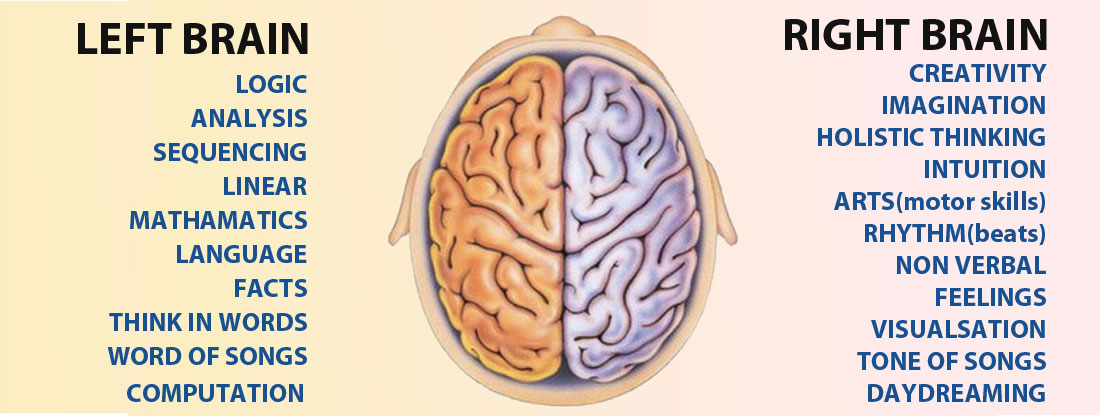 LEFT BRAIN
LOGIC
ANALYSIS
SEQUENCING
LINEAR
MATHAMATICS
LANGUAGE
FACTS
THINK IN WORDS
WORD OF SONGS
COMPUTATION
RIGHT BRAIN
CREATIVITY
IMAGINATION
HOLISTIC THINKING
INTUITION
ARTS(motor skills)
RHYTHM(beats)
NON VERBAL
FEELINGS
VISUALSATION
TONE OF SONGS
DAYDREAMING